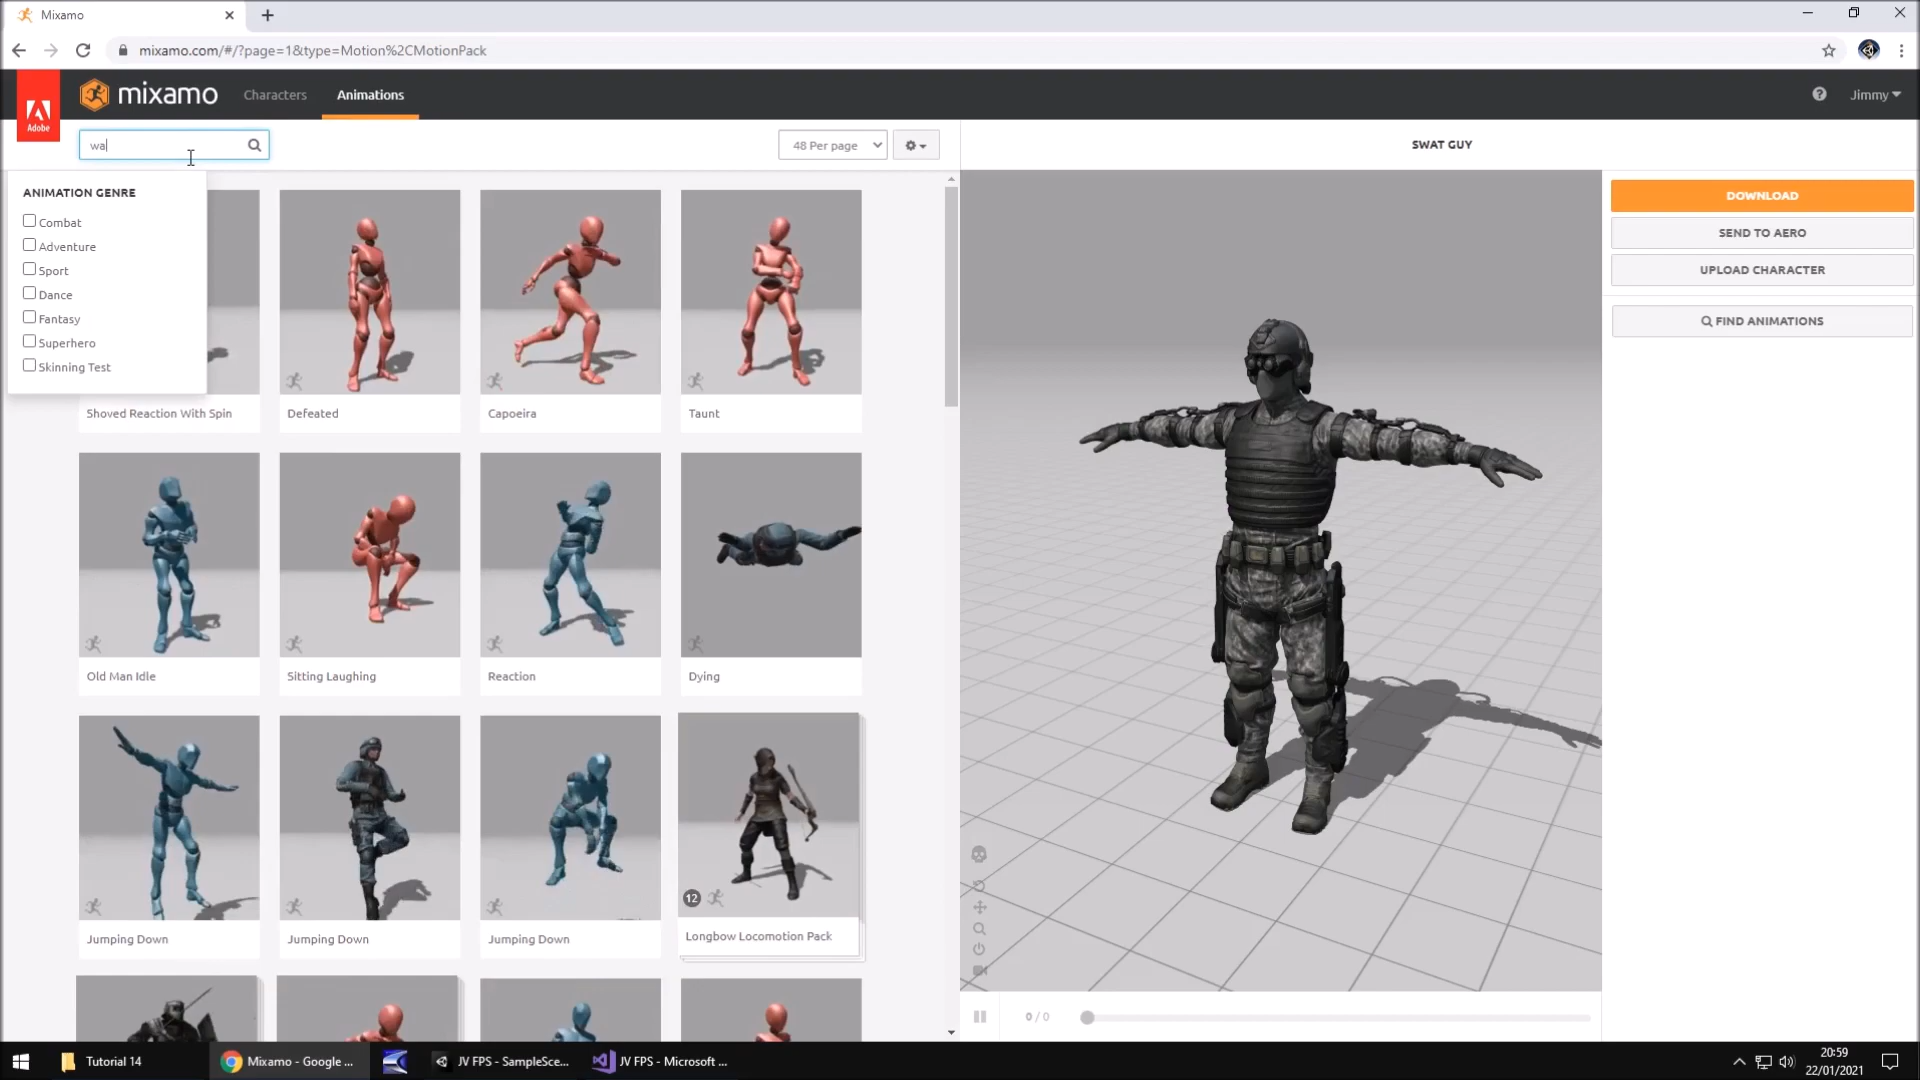 Mixamo
mixamo.com/#/?page=1&type=Motion%2CMotionPack
Adobe
mixamo
Characters
Animations
Jimmy
wa
48 Per page
SWAT GUY
ANIMATION GENRE
Combat
Adventure
Sport
Dance
Fantasy
Superhero
Skinning Test
DOWNLOAD
SEND TO AERO
UPLOAD CHARACTER
FIND ANIMATIONS
Shoved Reaction With Spin
Defeated
Capoeira
Taunt
Old Man Idle
Sitting Laughing
Reaction
Dying
12
Jumping Down
Jumping Down
Jumping Down
Longbow Locomotion Pack
0 / 0
Tutorial 14
Mixamo - Google ...
JV FPS - SampleSce...
JV FPS - Microsoft ...
20:59
22/01/2021